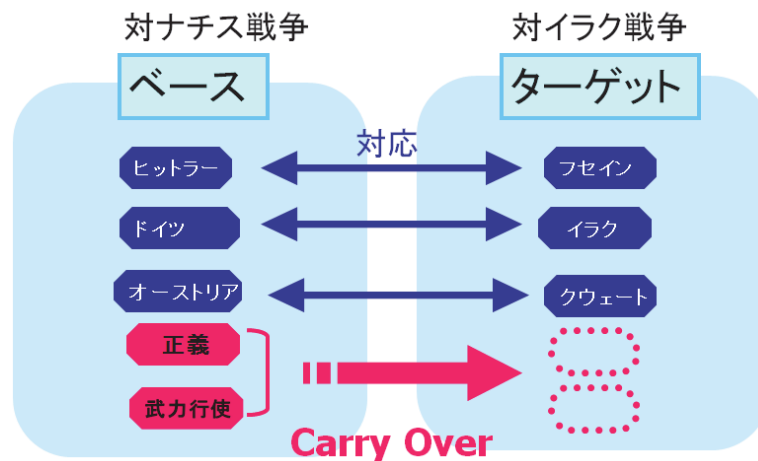 対ナチス戦争
対イラク戦争
ベース
ターゲット
対応
ヒットラー
フセイン
ドイツ
イラク
オーストリア
クウェート
正義
武力行使
Carry Over